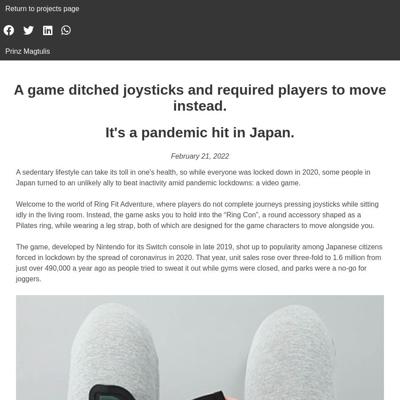 Return to projects page
Prinz Magtulis
A game ditched joysticks and required players to move
instead.
It's a pandemic hit in Japan.
February 21, 2022
A sedentary lifestyle can take its toll in one's health, so while everyone was locked down in 2020, some people in
Japan turned to an unlikely ally to beat inactivity amid pandemic lockdowns: a video game.
Welcome to the world of Ring Fit Adventure, where players do not complete journeys pressing joysticks while sitting
idly in the living room. Instead, the game asks you to hold into the “Ring Con”, a round accessory shaped as a
Pilates ring, while wearing a leg strap, both of which are designed for the game characters to move alongside you.
The game, developed by Nintendo for its Switch console in late 2019, shot up to popularity among Japanese citizens
forced in lockdown by the spread of coronavirus in 2020. That year, unit sales rose over three-fold to 1.6 million from
just over 490,000 a year ago as people tried to sweat it out while gyms were closed, and parks were a no-go for
joggers.